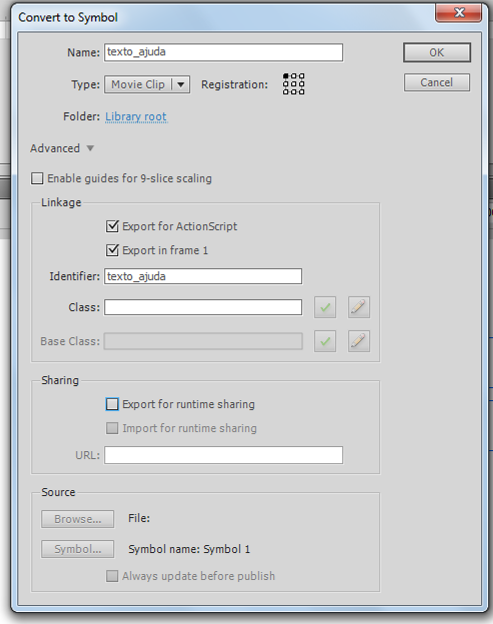 Convert to Symbol
Name: texto_ajuda OK
Type: Movie Clip Registration: Cancel
Folder: Library root
Advanced
Enable guides for 9-slice scaling
Linkage
Export for ActionScript
Export in frame 1
Identifier: texto_ajuda
Class:
Base Class:
Sharing
Export for runtime sharing
Import for runtime sharing
URL:
Source
Browse... File:
Symbol... Symbol name: Symbol 1
Always update before publish